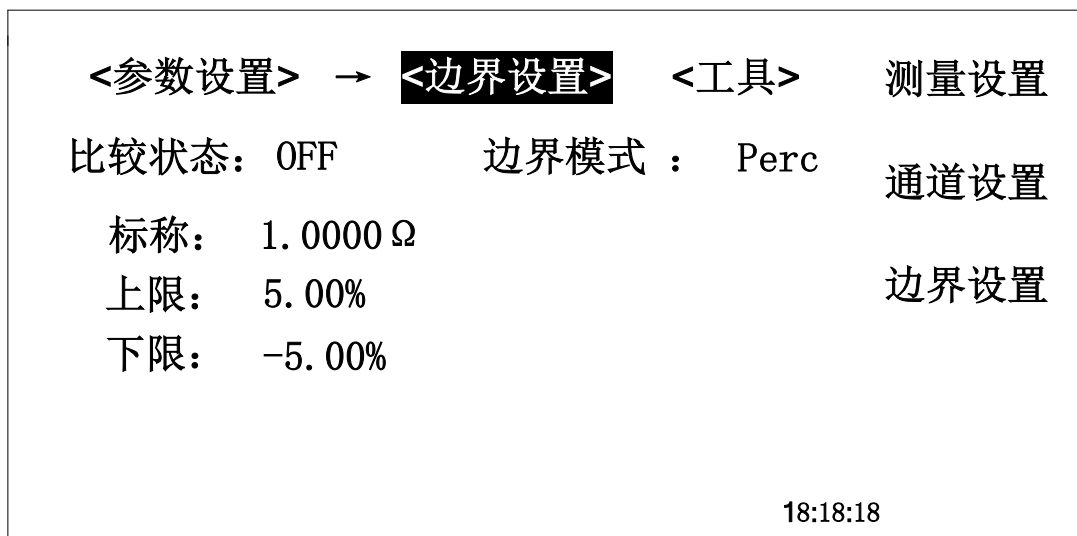 <参数设置> → <边界设置> <工具> 测量设置
比较状态： OFF 边界模式 ： Perc
通道设置
标称： 1.0000Ω
上限： 5.00%
边界设置
下限： -5.00%
18:18:18